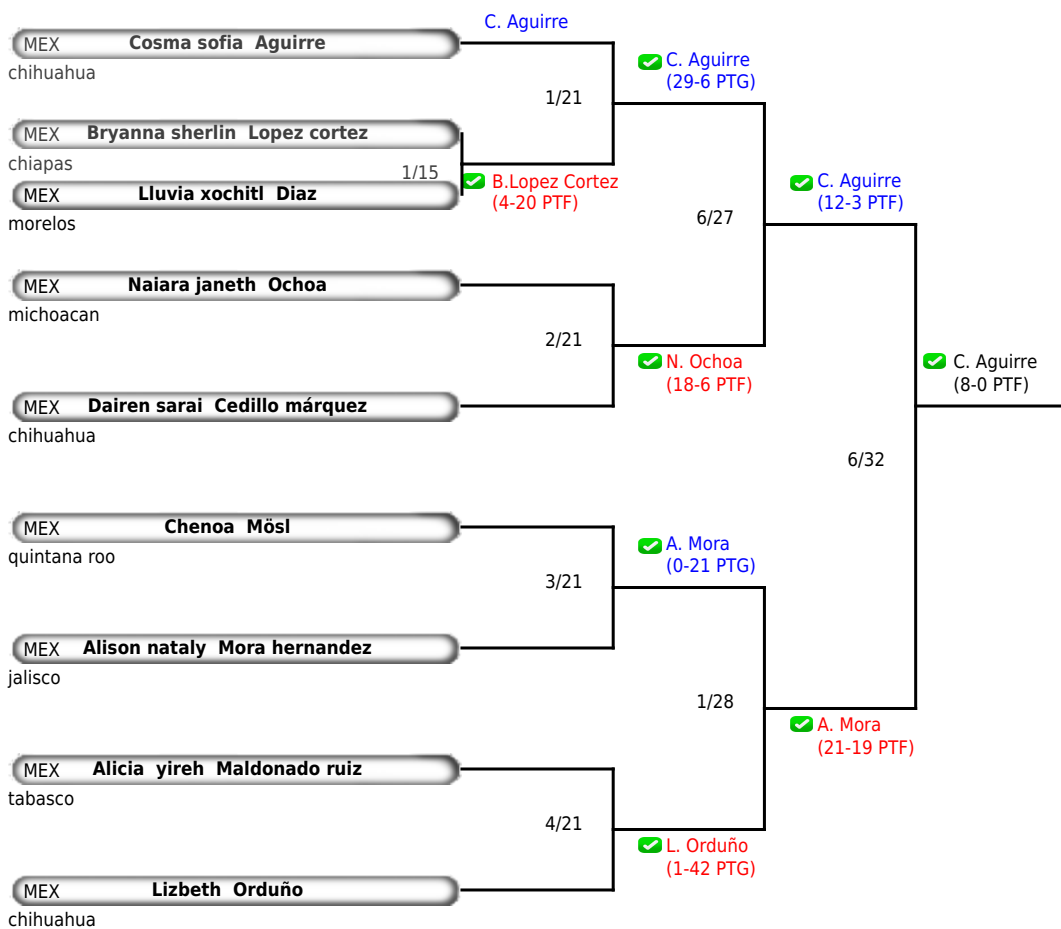 C. Aguirre
MEX Cosma sofia Aguirre
chihuahua
C. Aguirre
(29-6 PTG)
1/21
MEX Bryanna sherlin Lopez cortez
chiapas
1/15
MEX Lluvia xochitl Diaz
morelos
B.Lopez Cortez
(4-20 PTF)
C. Aguirre
(12-3 PTF)
6/27
MEX Naiara janeth Ochoa
michoacan
2/21
N. Ochoa
(18-6 PTF)
C. Aguirre
(8-0 PTF)
MEX Dairen sarai Cedillo márquez
chihuahua
6/32
MEX Chenoa Mösl
quintana roo
A. Mora
(0-21 PTG)
3/21
MEX Alison nataly Mora hernandez
jalisco
1/28
A. Mora
(21-19 PTF)
MEX Alicia yireh Maldonado ruiz
tabasco
4/21
L. Orduño
(1-42 PTG)
MEX Lizbeth Orduño
chihuahua